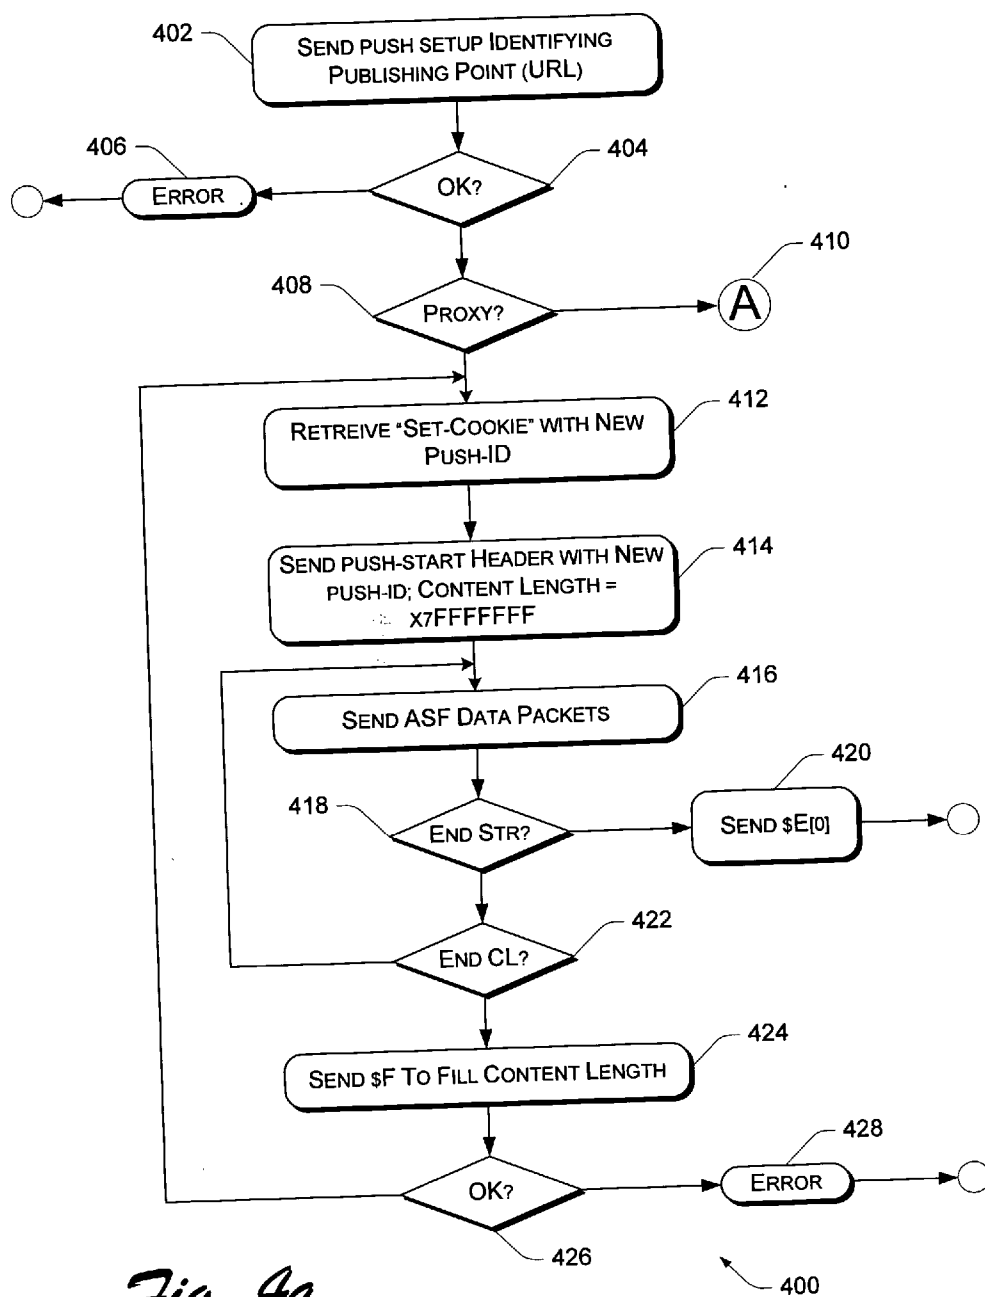 402
SEND PUSH SETUP IDENTIFYING
PUBLISHING POINT (URL)
406
404
ERROR
OK?
410
408
PROXY?
A
412
RETREIVE "SET-COOKIE" WITH NEW
PUSH-ID
414
SEND PUSH-START HEADER WITH NEW
PUSH-ID; CONTENT LENGTH =
X7FFFFFFF
416
SEND ASF DATA PACKETS
420
418
END STR?
SEND $E[0]
422
END CL?
424
SEND $F TO FILL CONTENT LENGTH
428
OK?
ERROR
426
400
Fig. 4a